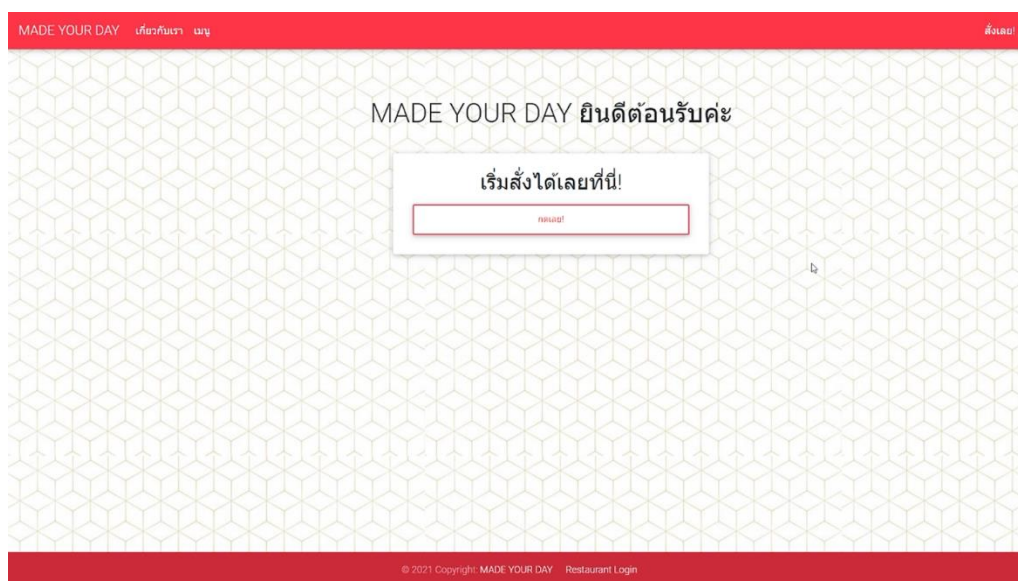 MADE YOUR DAY เกี่ยวกับเรา เมนู สั่งเลย!
MADE YOUR DAY ยินดีต้อนรับค่ะ
เริ่มสั่งได้เลยที่นี่!
กดเลย!
© 2021 Copyright: MADE YOUR DAY Restaurant Login